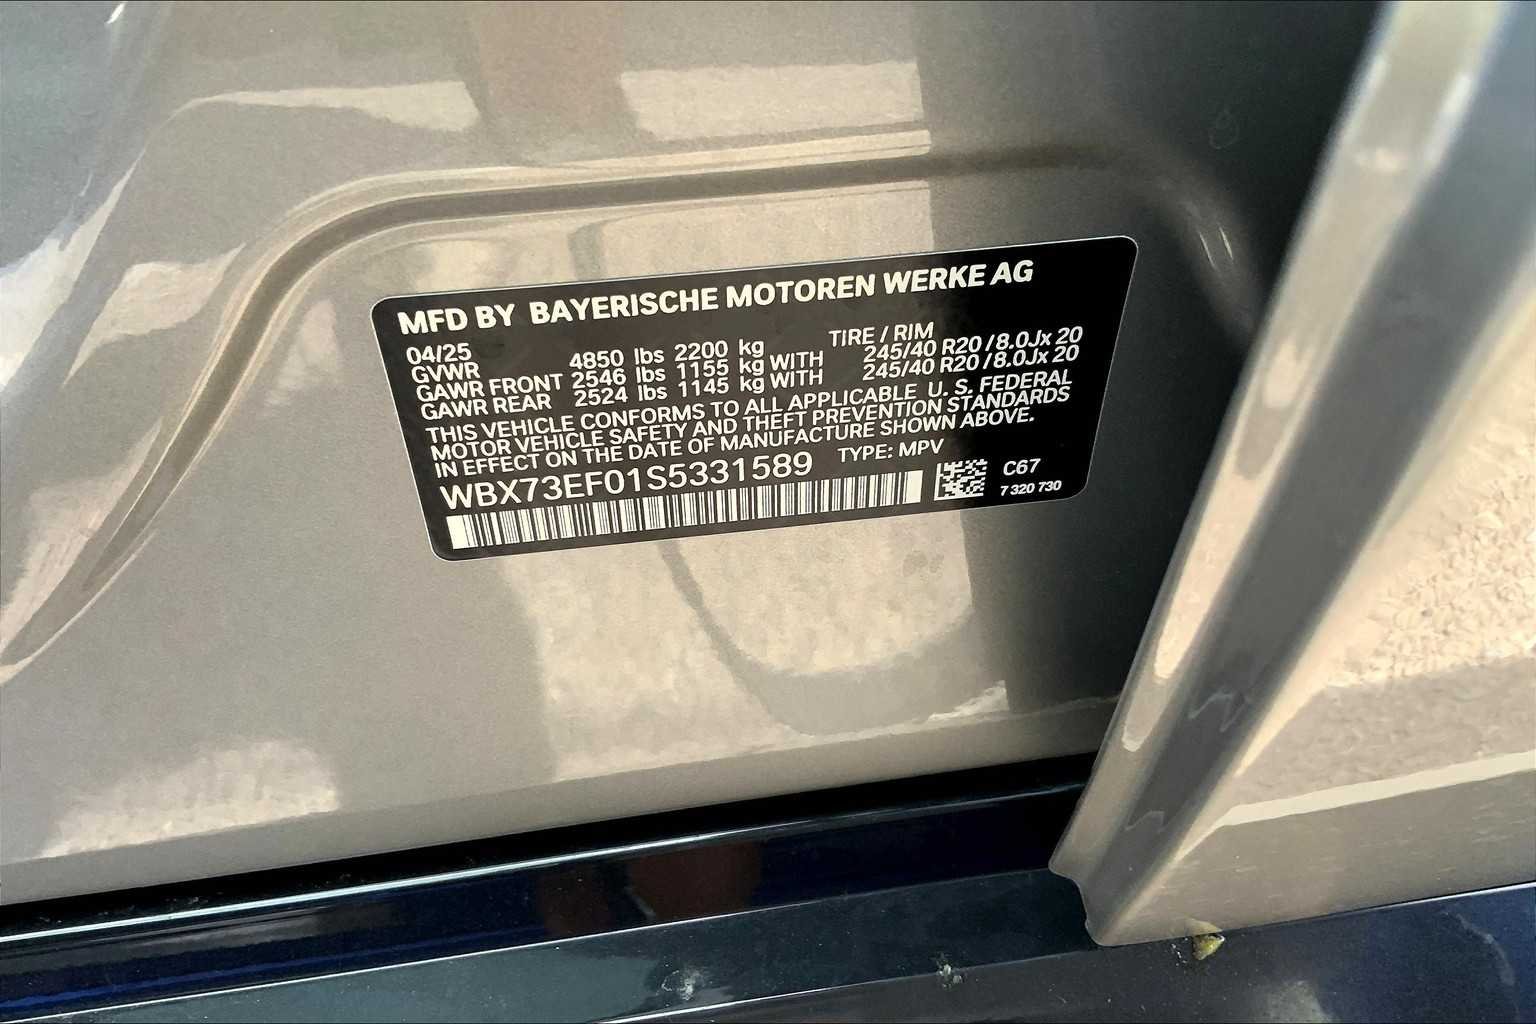 MFD BY BAYERISCHE MOTOREN WERKE AG
04/25 TIRE / RIM
GVWR 4850 lbs 2200 kg
GAWR FRONT 2546 lbs 1155 kg WITH 245/40 R20 /8.0Jx 20
GAWR REAR 2524 lbs 1145 kg WITH 245/40 R20 /8.0Jx 20
THIS VEHICLE CONFORMS TO ALL APPLICABLE U. S. FEDERAL
MOTOR VEHICLE SAFETY AND THEFT PREVENTION STANDARDS
IN EFFECT ON THE DATE OF MANUFACTURE SHOWN ABOVE.
WBX73EF01S5331589 TYPE: MPV
C67
7 320 730